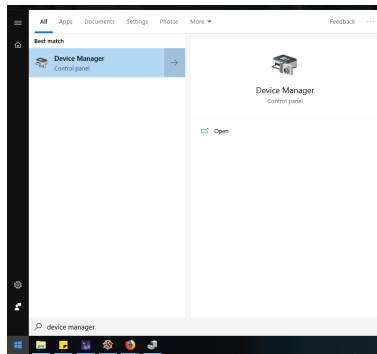 All Apps Documents Settings Photos More Feedback ...
Best match
Device Manager
Control panel
Device Manager
Control panel
Open
device manager